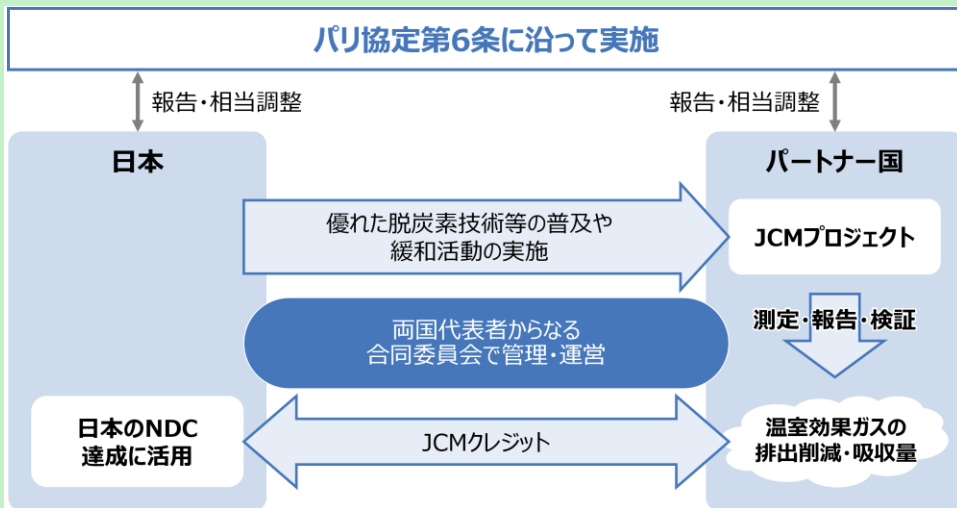 パリ協定第6条に沿って実施
報告・相当調整
報告・相当調整
日本
パートナー国
優れた脱炭素技術等の普及や
緩和活動の実施
JCMプロジェクト
測定・報告・検証
両国代表者からなる
合同委員会で管理・運営
日本のNDC
達成に活用
JCMクレジット
温室効果ガスの
排出削減・吸収量